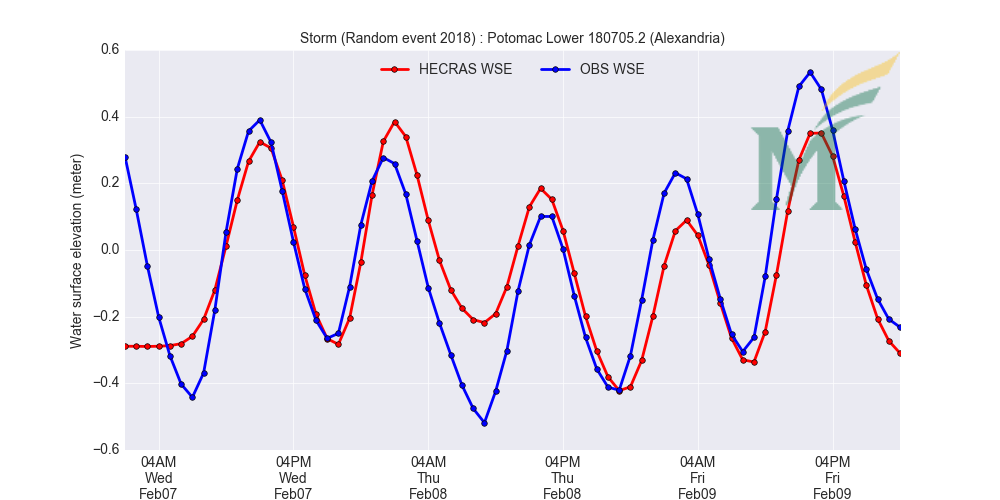 Storm (Random event 2018) : Potomac Lower 180705.2 (Alexandria)
HECRAS WSE
OBS WSE
Water surface elevation (meter)
0.6
0.4
0.2
0.0
−0.2
−0.4
−0.6
04AM
Wed
Feb07
04PM
Wed
Feb07
04AM
Thu
Feb08
04PM
Thu
Feb08
04AM
Fri
Feb09
04PM
Fri
Feb09
M